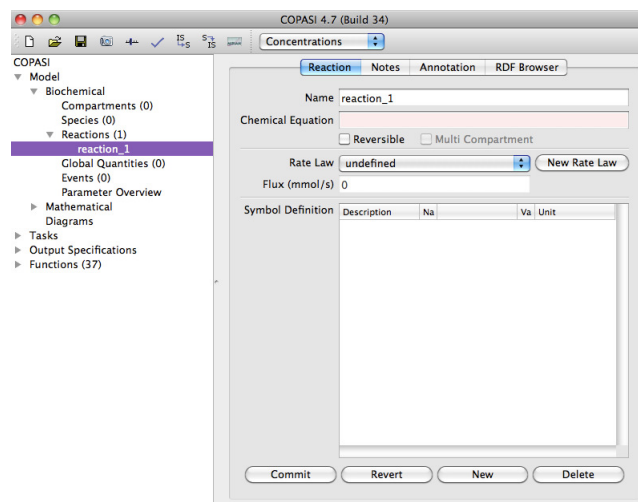 COPASI 4.7 (Build 34)
IS S
S IS
Concentrations
COPASI
Model
Biochemical
Compartments (0)
Species (0)
Reactions (1)
reaction_1
Global Quantities (0)
Events (0)
Parameter Overview
Mathematical
Diagrams
Tasks
Output Specifications
Functions (37)
Reaction Notes Annotation RDF Browser
Name reaction_1
Chemical Equation
Reversible Multi Compartment
Rate Law undefined New Rate Law
Flux (mmol/s) 0
Symbol Definition Description Na Va Unit
Commit Revert New Delete